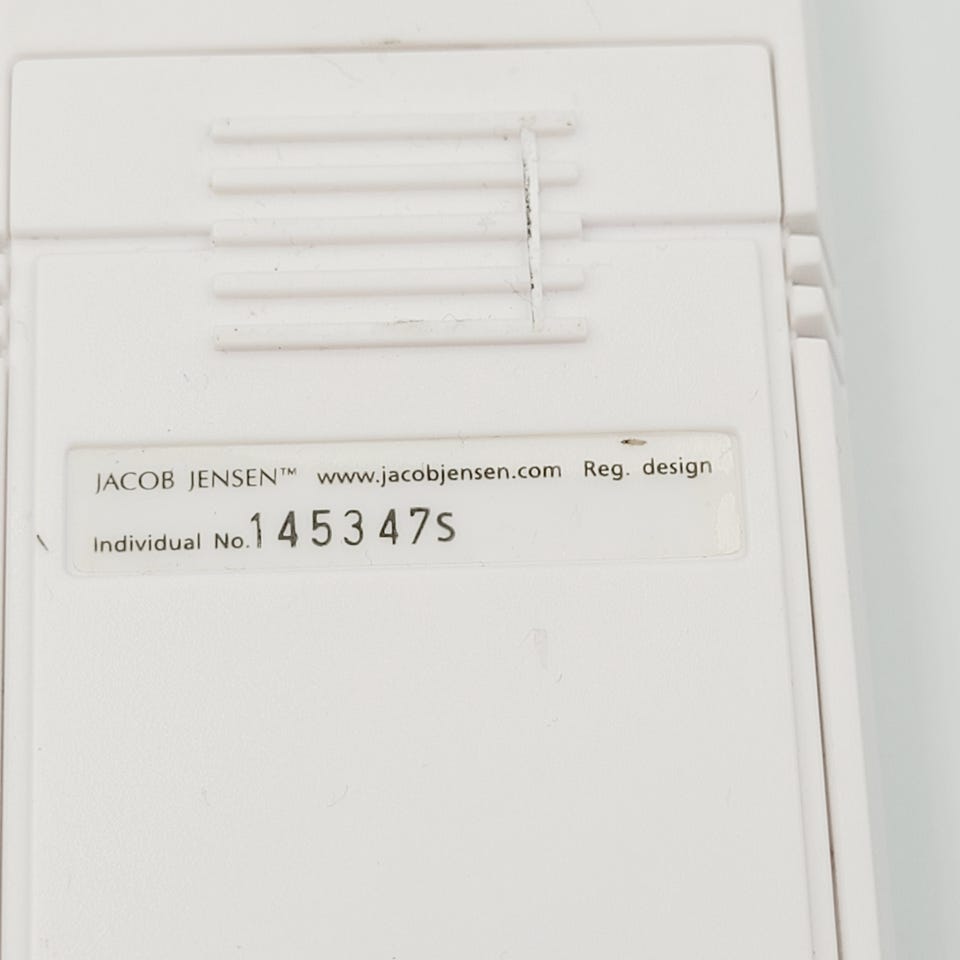 JACOB JENSEN™ www.jacobjensen.com Reg. design
Individual No. 145347S